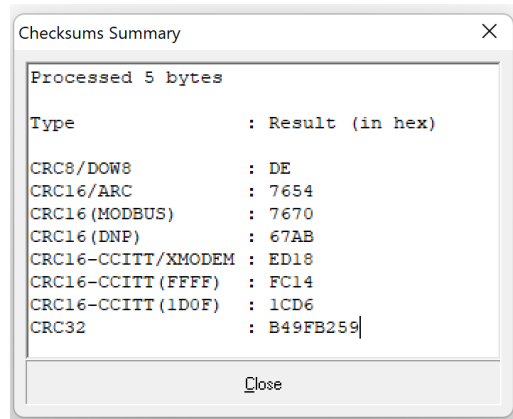 Checksums Summary
Processed 5 bytes
Type : Result (in hex)
CRC8/DOW8 : DE
CRC16/ARC : 7654
CRC16(MODBUS) : 7670
CRC16(DNP) : 67AB
CRC16-CCITT/XMODEM : ED18
CRC16-CCITT(FFFF) : FC14
CRC16-CCITT(1D0F) : 1CD6
CRC32 : B49FB259
Close